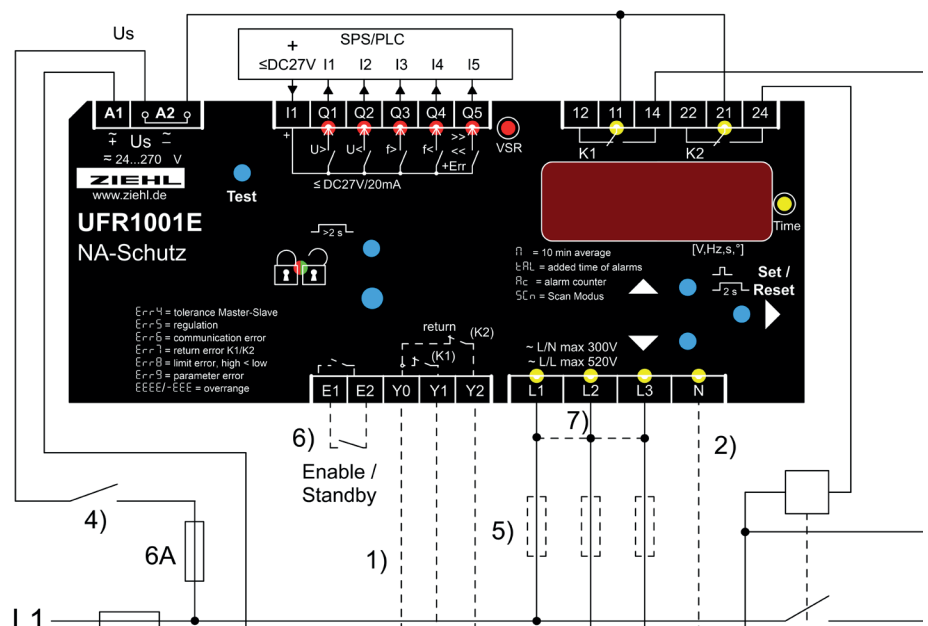 Us
SPS/PLC
+
≤DC27V I1 I2 I3 I4 I5
A1 A2
I1 Q1 Q2 Q3 Q4 Q5
12 11 14 22 21 24
+ Us −
≂ 24...270 V
+
U> U< f> f< >> <<
+Err
≤ DC27V/20mA
VSR
K1 K2
ZIEHL
www.ziehl.de
Test
UFR1001E
NA-Schutz
>2 s
Time
[V,Hz,s,°]
n = 10 min average
tAL = added time of alarms
Ac = alarm counter
SCn = Scan Modus
2 s
Set /
Reset
Err4 = tolerance Master-Slave
Err5 = regulation
Err6 = communication error
Err7 = return error K1/K2
Err8 = limit error, high < low
Err9 = parameter error
EEEE/-EEE = overrange
return
(K2)
(K1)
~ L/N max 300V
~ L/L max 520V
E1 E2 Y0 Y1 Y2
L1 L2 L3 N
6)
Enable /
Standby
7)
2)
4)
6A
1)
5)
L1